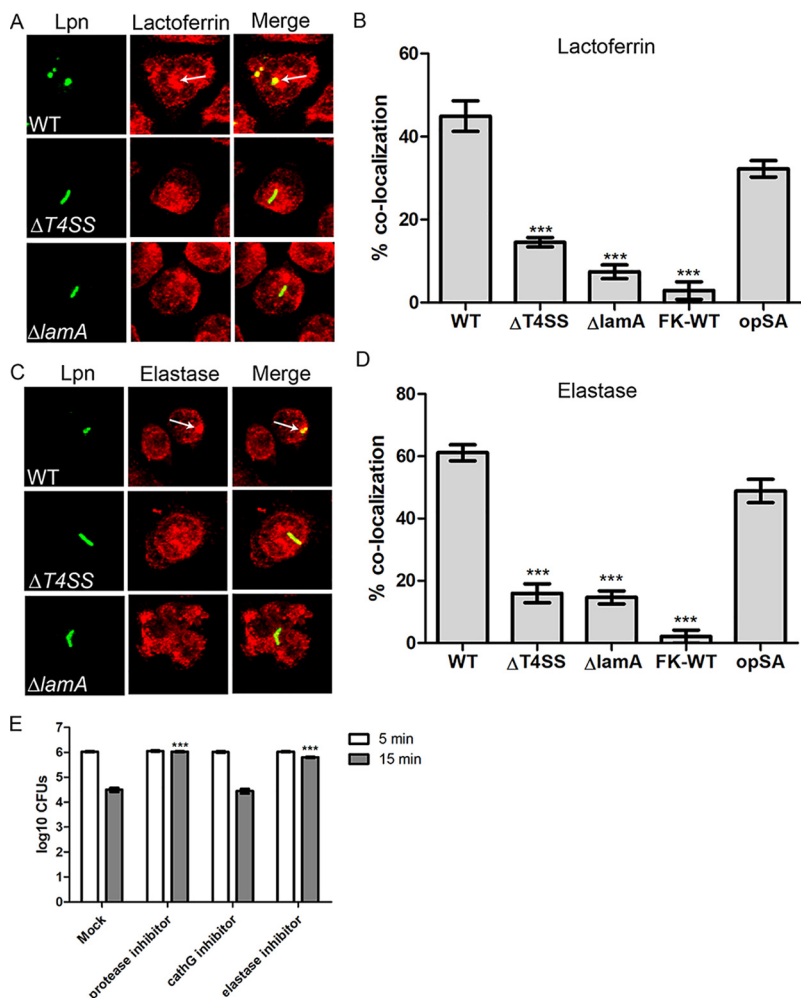 A
Lpn Lactoferrin Merge
WT
ΔT4SS
ΔlamA
B
Lactoferrin
% co-localization
60
40
20
0
***
***
***
WT ΔT4SS ΔlamA FK-WT opSA
C
Lpn Elastase Merge
WT
ΔT4SS
ΔlamA
D
Elastase
% co-localization
80
60
40
20
0
***
***
***
WT ΔT4SS ΔlamA FK-WT opSA
E
log10 CFUs
7
6
5
4
3
2
1
0
***
***
5 min
15 min
Mock
protease inhibitor
cathG inhibitor
elastase inhibitor